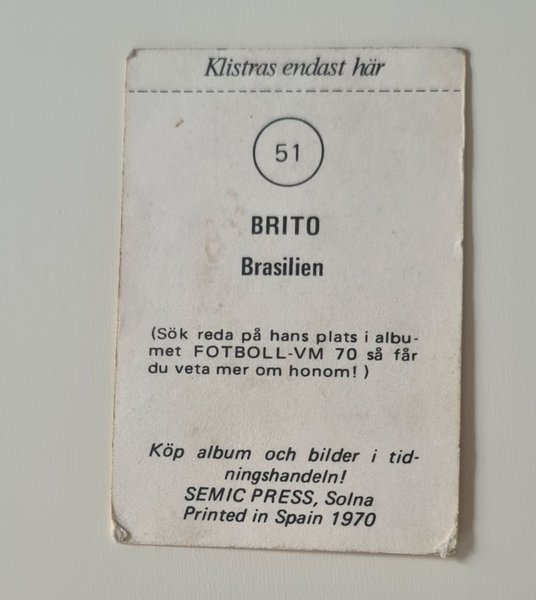 Klistras endast här
51
BRITO
Brasilien
(Sök reda på hans plats i albu-
met FOTBOLL-VM 70 så får
du veta mer om honom! )
Köp album och bilder i tid-
ningshandeln!
SEMIC PRESS, Solna
Printed in Spain 1970